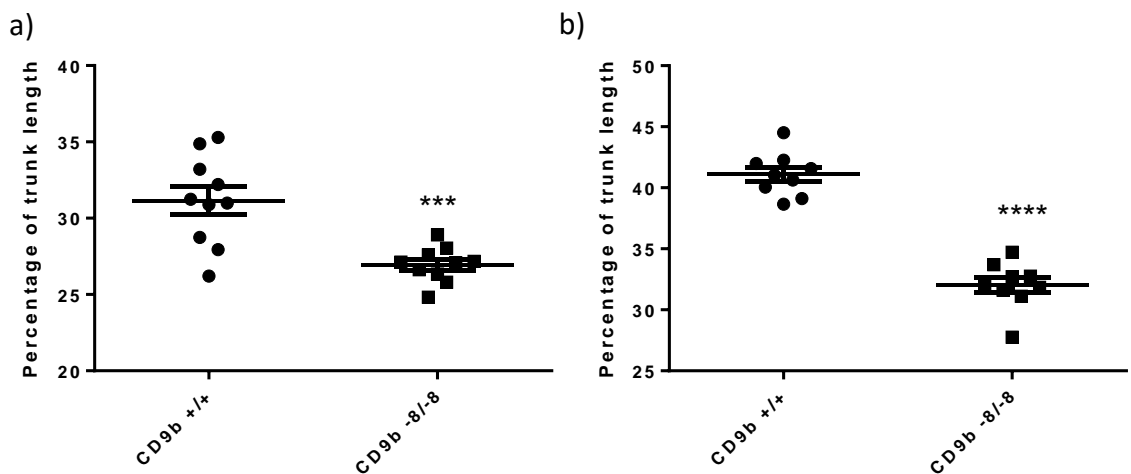 a)
Percentage of trunk length
40
35
30
25
20
***
CD9b +/+
CD9b -8/-8
b)
Percentage of trunk length
50
45
40
35
30
25
****
CD9b +/+
CD9b -8/-8